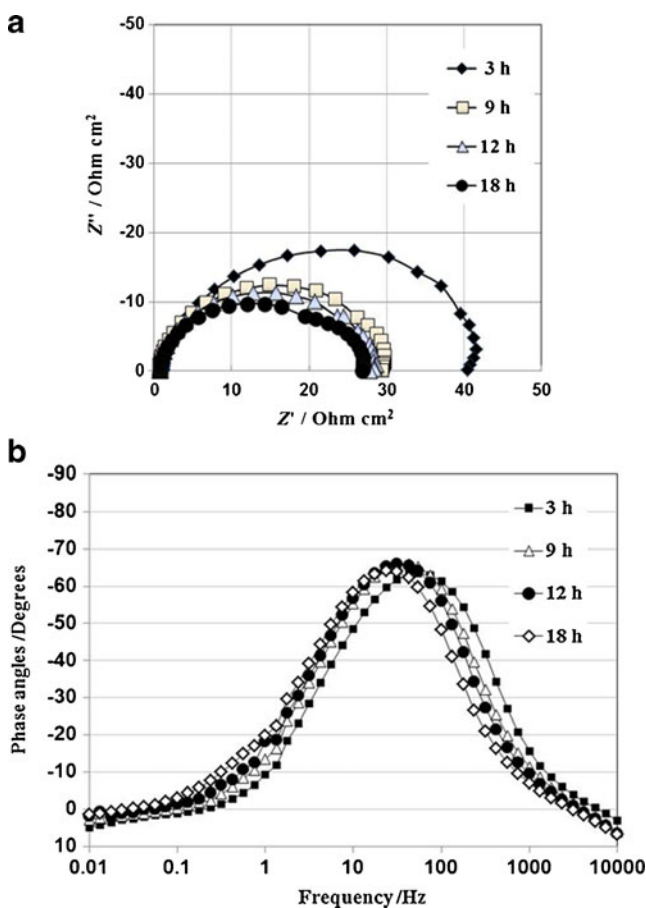 a
-50
-40
-30
-20
-10
0
Z'' / Ohm cm2
3 h
9 h
12 h
18 h
0 10 20 30 40 50
Z' / Ohm cm2
b
-90
-80
-70
-60
-50
-40
-30
-20
-10
0
10
Phase angles /Degrees
3 h
9 h
12 h
18 h
0.01 0.1 1 10 100 1000 10000
Frequency /Hz